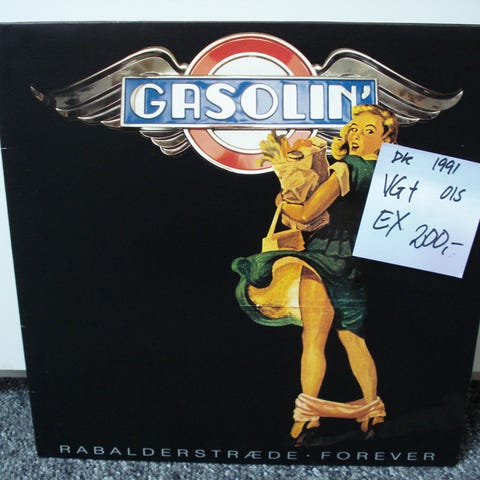 GASOLIN'
DK 1991
VG+ OIS
EX 200,-
RABALDERSTRÆDE · FOREVER